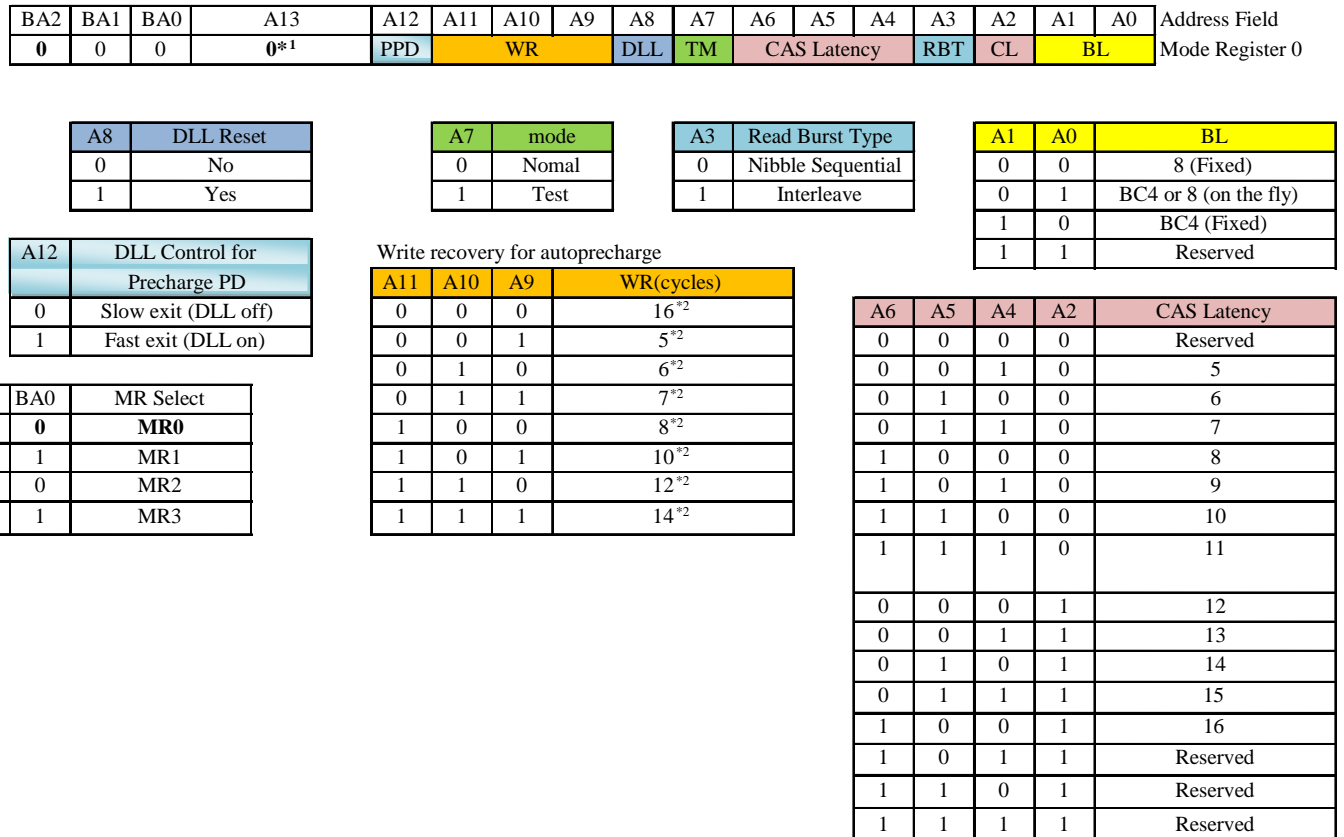 BA2 BA1 BA0 A13 A12 A11 A10 A9 A8 A7 A6 A5 A4 A3 A2 A1 A0 Address Field
0 0 0 0*1 PPD WR DLL TM CAS Latency RBT CL BL Mode Register 0
A8 DLL Reset
0 No
1 Yes
A7 mode
0 Nomal
1 Test
A3 Read Burst Type
0 Nibble Sequential
1 Interleave
A1 A0 BL
0 0 8 (Fixed)
0 1 BC4 or 8 (on the fly)
1 0 BC4 (Fixed)
1 1 Reserved
A12 DLL Control for
Precharge PD
0 Slow exit (DLL off)
1 Fast exit (DLL on)
Write recovery for autoprecharge
A11 A10 A9 WR(cycles)
0 0 0 16*2
0 0 1 5*2
0 1 0 6*2
0 1 1 7*2
1 0 0 8*2
1 0 1 10*2
1 1 0 12*2
1 1 1 14*2
BA0 MR Select
0 MR0
1 MR1
0 MR2
1 MR3
A6 A5 A4 A2 CAS Latency
0 0 0 0 Reserved
0 0 1 0 5
0 1 0 0 6
0 1 1 0 7
1 0 0 0 8
1 0 1 0 9
1 1 0 0 10
1 1 1 0 11
0 0 0 1 12
0 0 1 1 13
0 1 0 1 14
0 1 1 1 15
1 0 0 1 16
1 0 1 1 Reserved
1 1 0 1 Reserved
1 1 1 1 Reserved